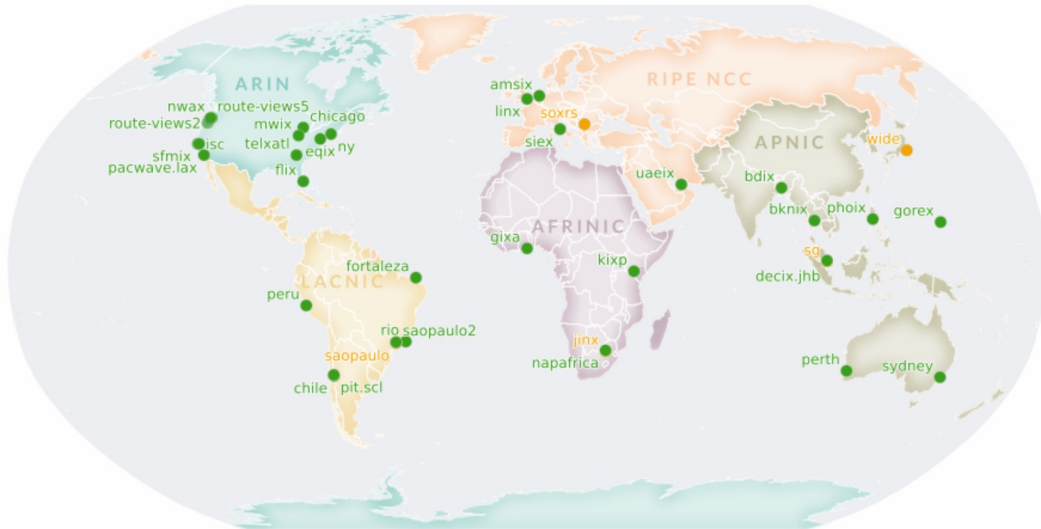 ARIN
RIPE NCC
APNIC
AFRINIC
LACNIC
nwax
route-views5
route-views2
chicago
mwix
isc
telxatl
sfmix
eqix
ny
pacwave.lax
flix
amsix
linx
soxrs
siex
uaeix
wide
bdix
bknix
phoix
gorex
sg
decix.jhb
gixa
kixp
jinx
napafrica
fortaleza
peru
rio
saopaulo2
saopaulo
chile
pit.scl
perth
sydney